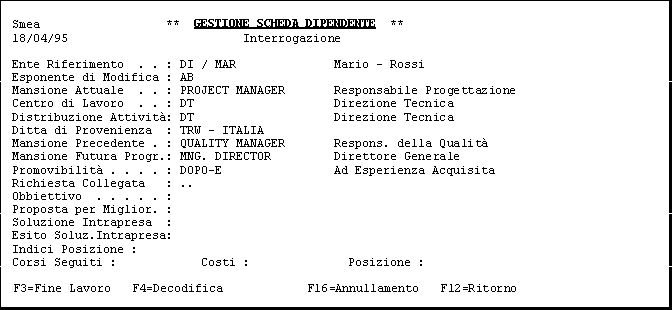 Smea ** GESTIONE SCHEDA DIPENDENTE **
18/04/95 Interrogazione
Ente Riferimento . . : DI / MAR Mario - Rossi
Esponente di Modifica : AB
Mansione Attuale . . : PROJECT MANAGER Responsabile Progettazione
Centro di Lavoro . . : DT Direzione Tecnica
Distribuzione Attività: DT Direzione Tecnica
Ditta di Provenienza : TRW - ITALIA
Mansione Precedente . : QUALITY MANAGER Respons. della Qualità
Mansione Futura Progr.: MNG. DIRECTOR Direttore Generale
Promovibilità . . . . : DOPO-E Ad Esperienza Acquisita
Richiesta Collegata : ..
Obbiettivo . . . . . :
Proposta per Miglior. :
Soluzione Intrapresa :
Esito Soluz.Intrapresa:
Indici Posizione :
Corsi Seguiti : Costi : Posizione :
F3=Fine Lavoro F4=Decodifica F16=Annullamento F12=Ritorno